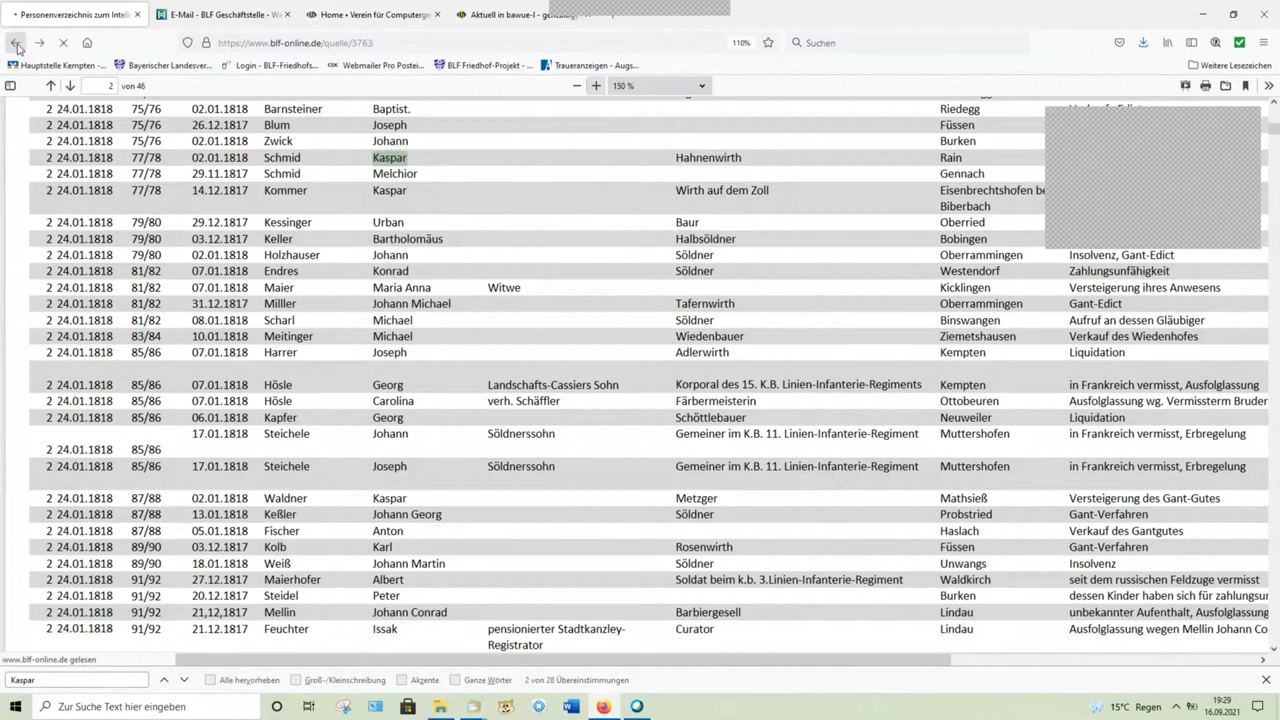 Personenverzeichnis zum Intell
E-Mail - BLF Geschäftstelle - W
Home • Verein für Computerge
Aktuell in bawue-l - genealogy
https://www.blf-online.de/quelle/3763
110%
Suchen
Hauptstelle Kempten -...
Bayerischer Landesver...
Login - BLF-Friedhofs...
Webmailer Pro Postei...
BLF Friedhof-Projekt - ...
Traueranzeigen - Augs...
Weitere Lesezeichen
2 von 46
150 %
2 24.01.1818 75/76 02.01.1818 Barnsteiner Baptist. Riedegg
2 24.01.1818 75/76 26.12.1817 Blum Joseph Füssen
2 24.01.1818 75/76 02.01.1818 Zwick Johann Burken
2 24.01.1818 77/78 02.01.1818 Schmid Kaspar Hahnenwirth Rain
2 24.01.1818 77/78 29.11.1817 Schmid Melchior Gennach
2 24.01.1818 77/78 14.12.1817 Kommer Kaspar Wirth auf dem Zoll Eisenbrechtshofen be
Biberbach
2 24.01.1818 79/80 29.12.1817 Kessinger Urban Baur Oberried
2 24.01.1818 79/80 03.12.1817 Keller Bartholomäus Halbsöldner Bobingen
2 24.01.1818 79/80 02.01.1818 Holzhauser Johann Söldner Oberrammingen Insolvenz, Gant-Edict
2 24.01.1818 81/82 07.01.1818 Endres Konrad Söldner Westendorf Zahlungsunfähigkeit
2 24.01.1818 81/82 07.01.1818 Maier Maria Anna Witwe Kicklingen Versteigerung ihres Anwesens
2 24.01.1818 81/82 31.12.1817 Milller Johann Michael Tafernwirth Oberrammingen Gant-Edict
2 24.01.1818 81/82 08.01.1818 Scharl Michael Söldner Binswangen Aufruf an dessen Gläubiger
2 24.01.1818 83/84 10.01.1818 Meitinger Michael Wiedenbauer Ziemetshausen Verkauf des Wiedenhofes
2 24.01.1818 85/86 07.01.1818 Harrer Joseph Adlerwirth Kempten Liquidation
2 24.01.1818 85/86 07.01.1818 Hösle Georg Landschafts-Cassiers Sohn Korporal des 15. K.B. Linien-Infanterie-Regiments Kempten in Frankreich vermisst, Ausfolglassung
2 24.01.1818 85/86 07.01.1818 Hösle Carolina verh. Schäffler Färbermeisterin Ottobeuren Ausfolglassung wg. Vermissterm Bruder
2 24.01.1818 85/86 06.01.1818 Kapfer Georg Schöttlebauer Neuweiler Liquidation
17.01.1818 Steichele Johann Söldnerssohn Gemeiner im K.B. 11. Linien-Infanterie-Regiment Muttershofen in Frankreich vermisst, Erbregelung
2 24.01.1818 85/86
2 24.01.1818 85/86 17.01.1818 Steichele Joseph Söldnerssohn Gemeiner im K.B. 11. Linien-Infanterie-Regiment Muttershofen in Frankreich vermisst, Erbregelung
2 24.01.1818 87/88 02.01.1818 Waldner Kaspar Metzger Mathsieß Versteigerung des Gant-Gutes
2 24.01.1818 87/88 13.01.1818 Keßler Johann Georg Söldner Probstried Gant-Verfahren
2 24.01.1818 87/88 05.01.1818 Fischer Anton Haslach Verkauf des Gantgutes
2 24.01.1818 89/90 03.12.1817 Kolb Karl Rosenwirth Füssen Gant-Verfahren
2 24.01.1818 89/90 18.01.1818 Weiß Johann Martin Söldner Unwangs Insolvenz
2 24.01.1818 91/92 27.12.1817 Maierhofer Albert Soldat beim k.b. 3.Linien-Infanterie-Regiment Waldkirch seit dem russischen Feldzuge vermisst
2 24.01.1818 91/92 20.12.1817 Steidel Peter Burken dessen Kinder haben sich für zahlungsun
2 24.01.1818 91/92 21,12,1817 Mellin Johann Conrad Barbiergesell Lindau unbekannter Aufenthalt, Ausfolglassung
2 24.01.1818 91/92 21.12.1817 Feuchter Issak pensionierter Stadtkanzley- Curator Lindau Ausfolglassung wegen Mellin Johann Co
Registrator
www.blf-online.de gelesen
Kaspar
Alle hervorheben
Groß-/Kleinschreibung
Akzente
Ganze Wörter
2 von 28 Übereinstimmungen
Zur Suche Text hier eingeben
15°C Regen
19:29
16.09.2021